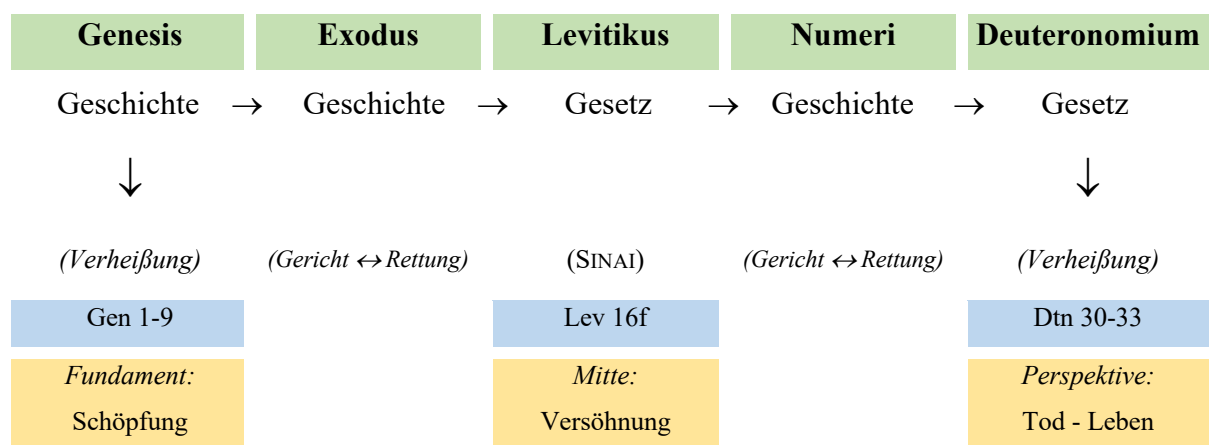 Genesis Exodus Levitikus Numeri Deuteronomium
Geschichte → Geschichte → Gesetz → Geschichte → Gesetz
↓ ↓
(Verheißung) (Gericht ↔ Rettung) (SINAI) (Gericht ↔ Rettung) (Verheißung)
Gen 1-9 Lev 16f Dtn 30-33
Fundament: Mitte: Perspektive:
Schöpfung Versöhnung Tod - Leben